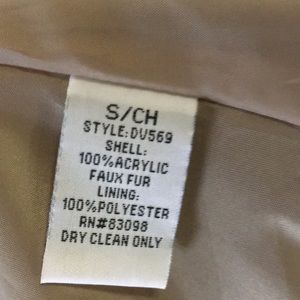 S/CH
STYLE:DV569
SHELL:
100%ACRYLIC
FAUX FUR
LINING:
100%POLYESTER
RN#83098
DRY CLEAN ONLY